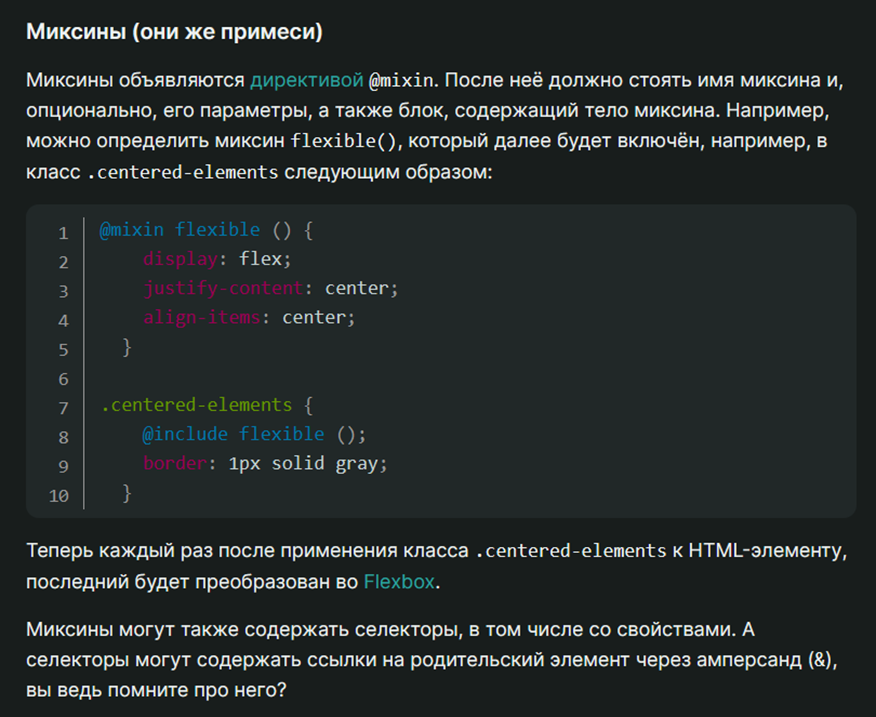 Миксины (они же примеси)
Миксины объявляются директивой @mixin. После неё должно стоять имя миксина и,
опционально, его параметры, а также блок, содержащий тело миксина. Например,
можно определить миксин flexible(), который далее будет включён, например, в
класс .centered-elements следующим образом:
1 @mixin flexible () {
2 display: flex;
3 justify-content: center;
4 align-items: center;
5 }
6
7 .centered-elements {
8 @include flexible ();
9 border: 1px solid gray;
10 }
Теперь каждый раз после применения класса .centered-elements к HTML-элементу,
последний будет преобразован во Flexbox.
Миксины могут также содержать селекторы, в том числе со свойствами. А
селекторы могут содержать ссылки на родительский элемент через амперсанд (&),
вы ведь помните про него?